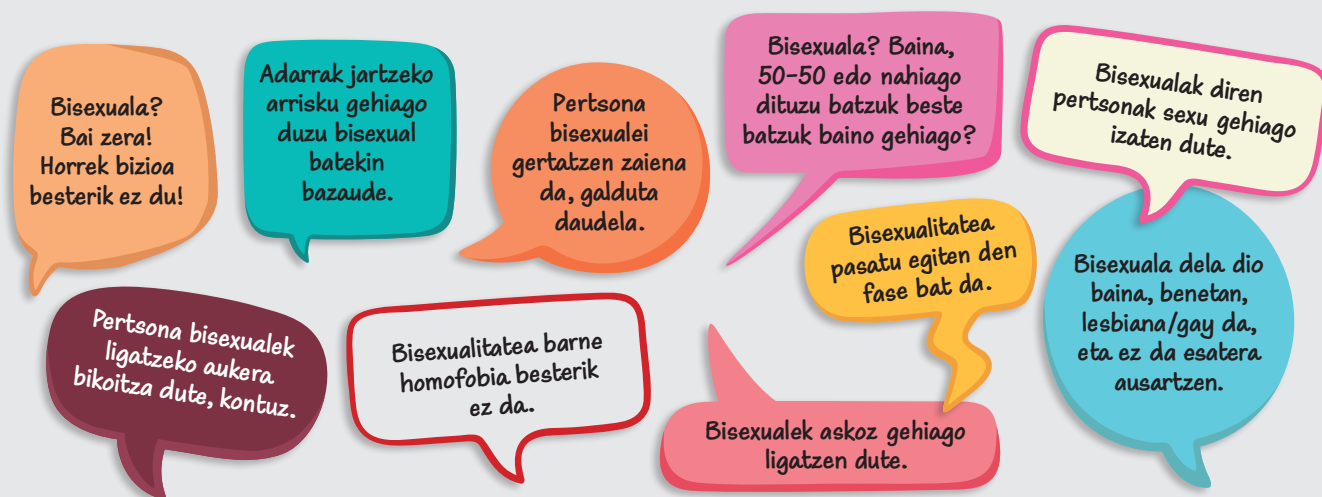 Bisexuala?
Bai zera!
Horrek bizioa
besterik ez du!
Adarrak jartzeko
arrisku gehiago
duzu bisexual
batekin
bazaude.
Pertsona
bisexualei
gertatzen zaiena
da, galduta
daudela.
Bisexuala? Baina,
50-50 edo nahiago
dituzu batzuk beste
batzuk baino gehiago?
Bisexualak diren
pertsonak sexu gehiago
izaten dute.
Pertsona bisexualek
ligatzeko aukera
bikoitza dute, kontuz.
Bisexualitatea barne
homofobia besterik
ez da.
Bisexualitatea
pasatu egiten den
fase bat da.
Bisexualek askoz gehiago
ligatzen dute.
Bisexuala dela dio
baina, benetan,
lesbiana/gay da,
eta ez da esatera
ausartzen.